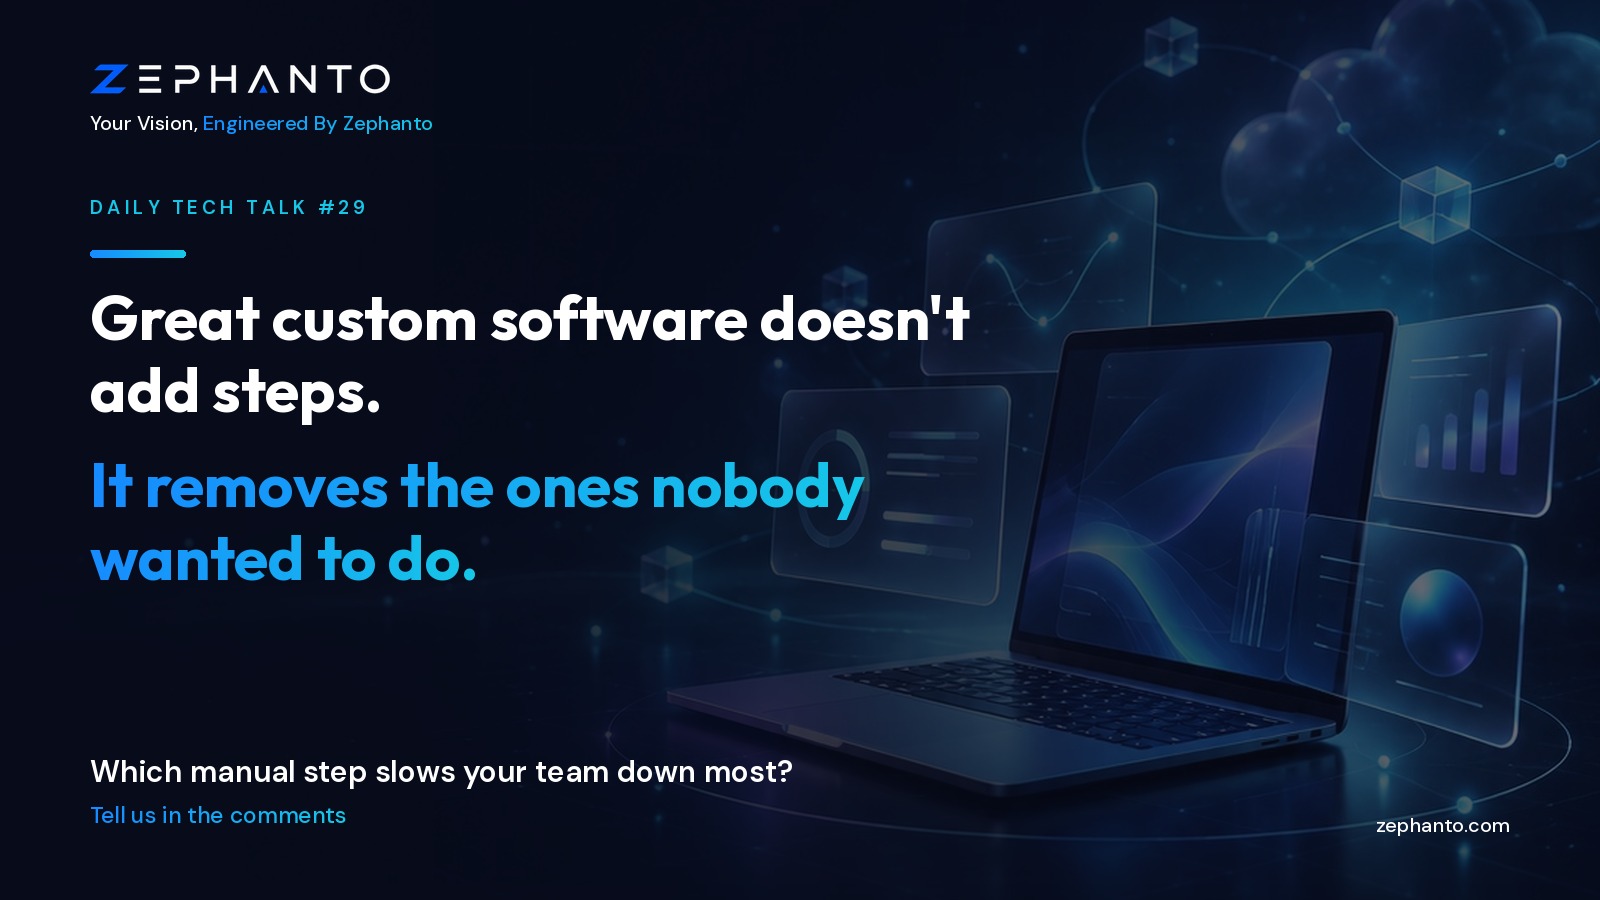 ZEPHANTO
Your Vision, Engineered By Zephanto
DAILY TECH TALK #29
Great custom software doesn't
add steps.
It removes the ones nobody
wanted to do.
Which manual step slows your team down most?
Tell us in the comments
zephanto.com